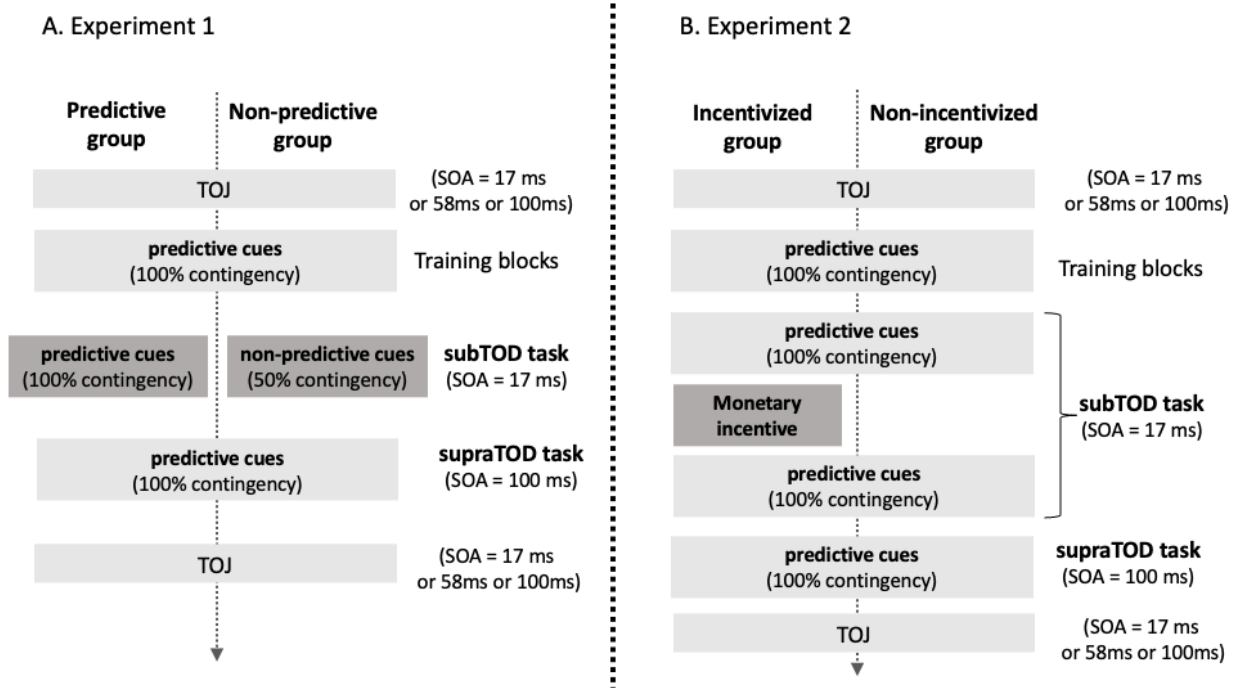 A. Experiment 1
Predictive
group
Non-predictive
group
TOJ
(SOA = 17 ms
or 58ms or 100ms)
predictive cues
(100% contingency)
Training blocks
predictive cues
(100% contingency)
non-predictive cues
(50% contingency)
subTOD task
(SOA = 17 ms)
predictive cues
(100% contingency)
supraTOD task
(SOA = 100 ms)
TOJ
(SOA = 17 ms
or 58ms or 100ms)
B. Experiment 2
Incentivized
group
Non-incentivized
group
TOJ
(SOA = 17 ms
or 58ms or 100ms)
predictive cues
(100% contingency)
Training blocks
predictive cues
(100% contingency)
Monetary
incentive
subTOD task
(SOA = 17 ms)
predictive cues
(100% contingency)
predictive cues
(100% contingency)
supraTOD task
(SOA = 100 ms)
TOJ
(SOA = 17 ms
or 58ms or 100ms)